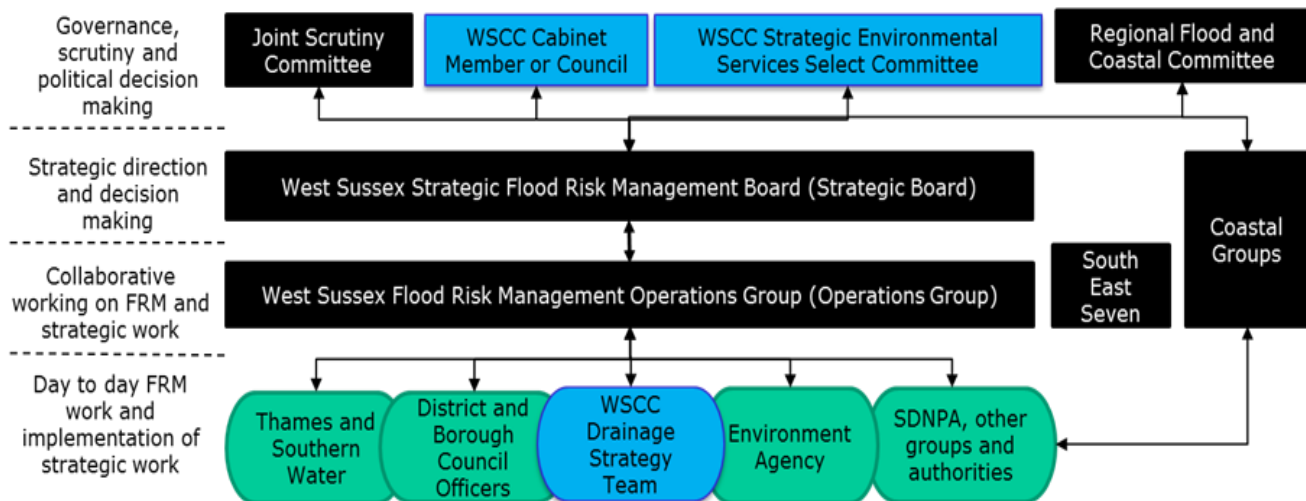 Governance,
scrutiny and
political decision
making
Joint Scrutiny
Committee
WSCC Cabinet
Member or Council
WSCC Strategic Environmental
Services Select Committee
Regional Flood and
Coastal Committee
Strategic direction
and decision
making
West Sussex Strategic Flood Risk Management Board (Strategic Board)
Coastal
Groups
Collaborative
working on FRM and
strategic work
West Sussex Flood Risk Management Operations Group (Operations Group)
South
East
Seven
Day to day FRM
work and
implementation of
strategic work
Thames and
Southern
Water
District and
Borough
Council
Officers
WSCC
Drainage
Strategy
Team
Environment
Agency
SDNPA, other
groups and
authorities